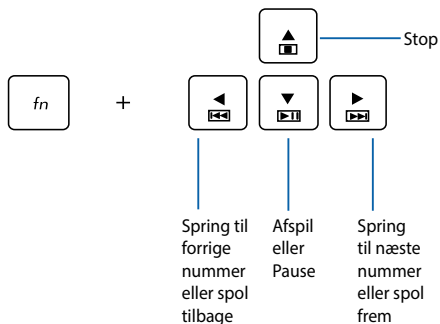 Stop
fn +
Spring til
forrige
nummer
eller spol
tilbage
Afspil
eller
Pause
Spring
til næste
nummer
eller spol
frem